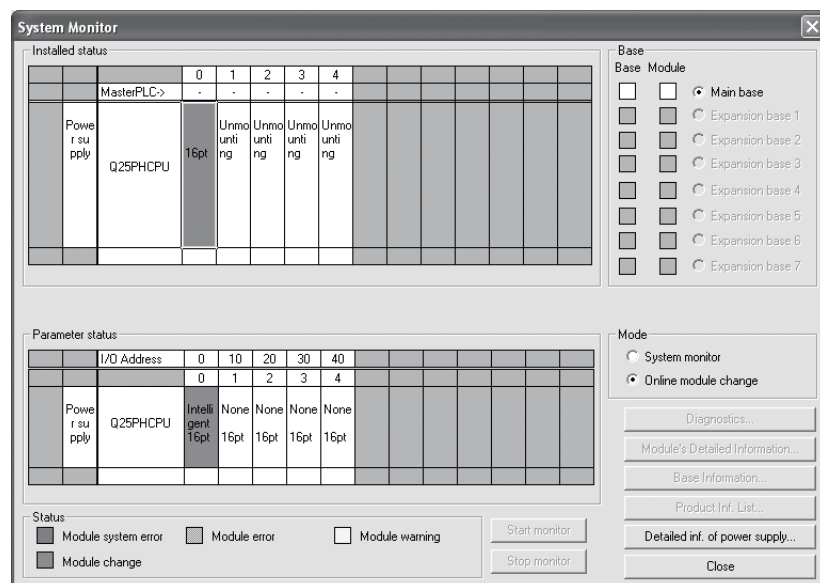 System Monitor
Installed status
0 1 2 3 4
MasterPLC-> - - - - -
Powe
r su
pply
Q25PHCPU
16pt
Unmo
unti
ng
Unmo
unti
ng
Unmo
unti
ng
Unmo
unti
ng
Base
Base Module
Main base
Expansion base 1
Expansion base 2
Expansion base 3
Expansion base 4
Expansion base 5
Expansion base 6
Expansion base 7
Parameter status
I/O Address 0 10 20 30 40
0 1 2 3 4
Powe
r su
pply
Q25PHCPU
Intelli
gent
16pt
None
16pt
None
16pt
None
16pt
None
16pt
Mode
System monitor
Online module change
Diagnostics...
Module's Detailed Information...
Base Information...
Product Inf. List...
Detailed inf. of power supply...
Close
Status
Module system error
Module error
Module warning
Module change
Start monitor
Stop monitor